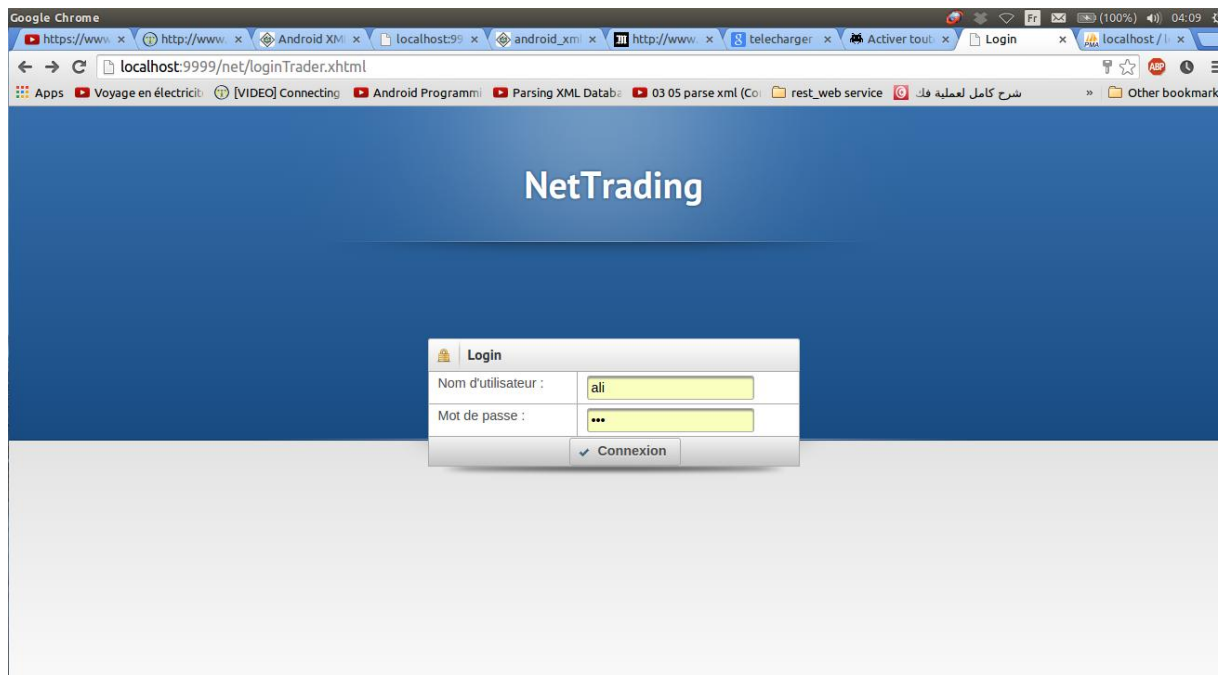 Google Chrome Fr (100%) 04:09
https://www. http://www. Android XM localhost:99 android_xm http://www. telecharger Activer tout Login localhost / l
localhost:9999/net/loginTrader.xhtml ABP
Apps Voyage en électricit [VIDEO] Connecting Android Programmi Parsing XML Databa 03 05 parse xml (Co rest_web service شرح كامل لعملية فك » Other bookmark
NetTrading
Login
Nom d'utilisateur : ali
Mot de passe : •••
Connexion